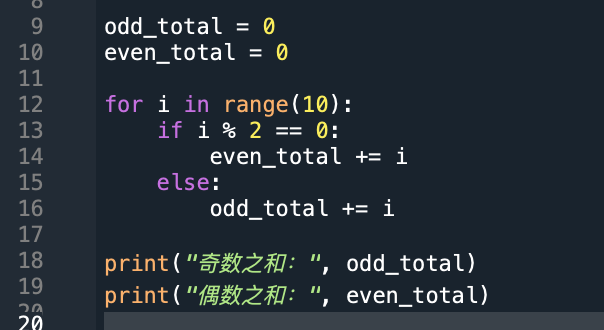 9 odd_total = 0
10 even_total = 0
11
12 for i in range(10):
13     if i % 2 == 0:
14         even_total += i
15     else:
16         odd_total += i
17
18 print("奇数之和：", odd_total)
19 print("偶数之和：", even_total)
20